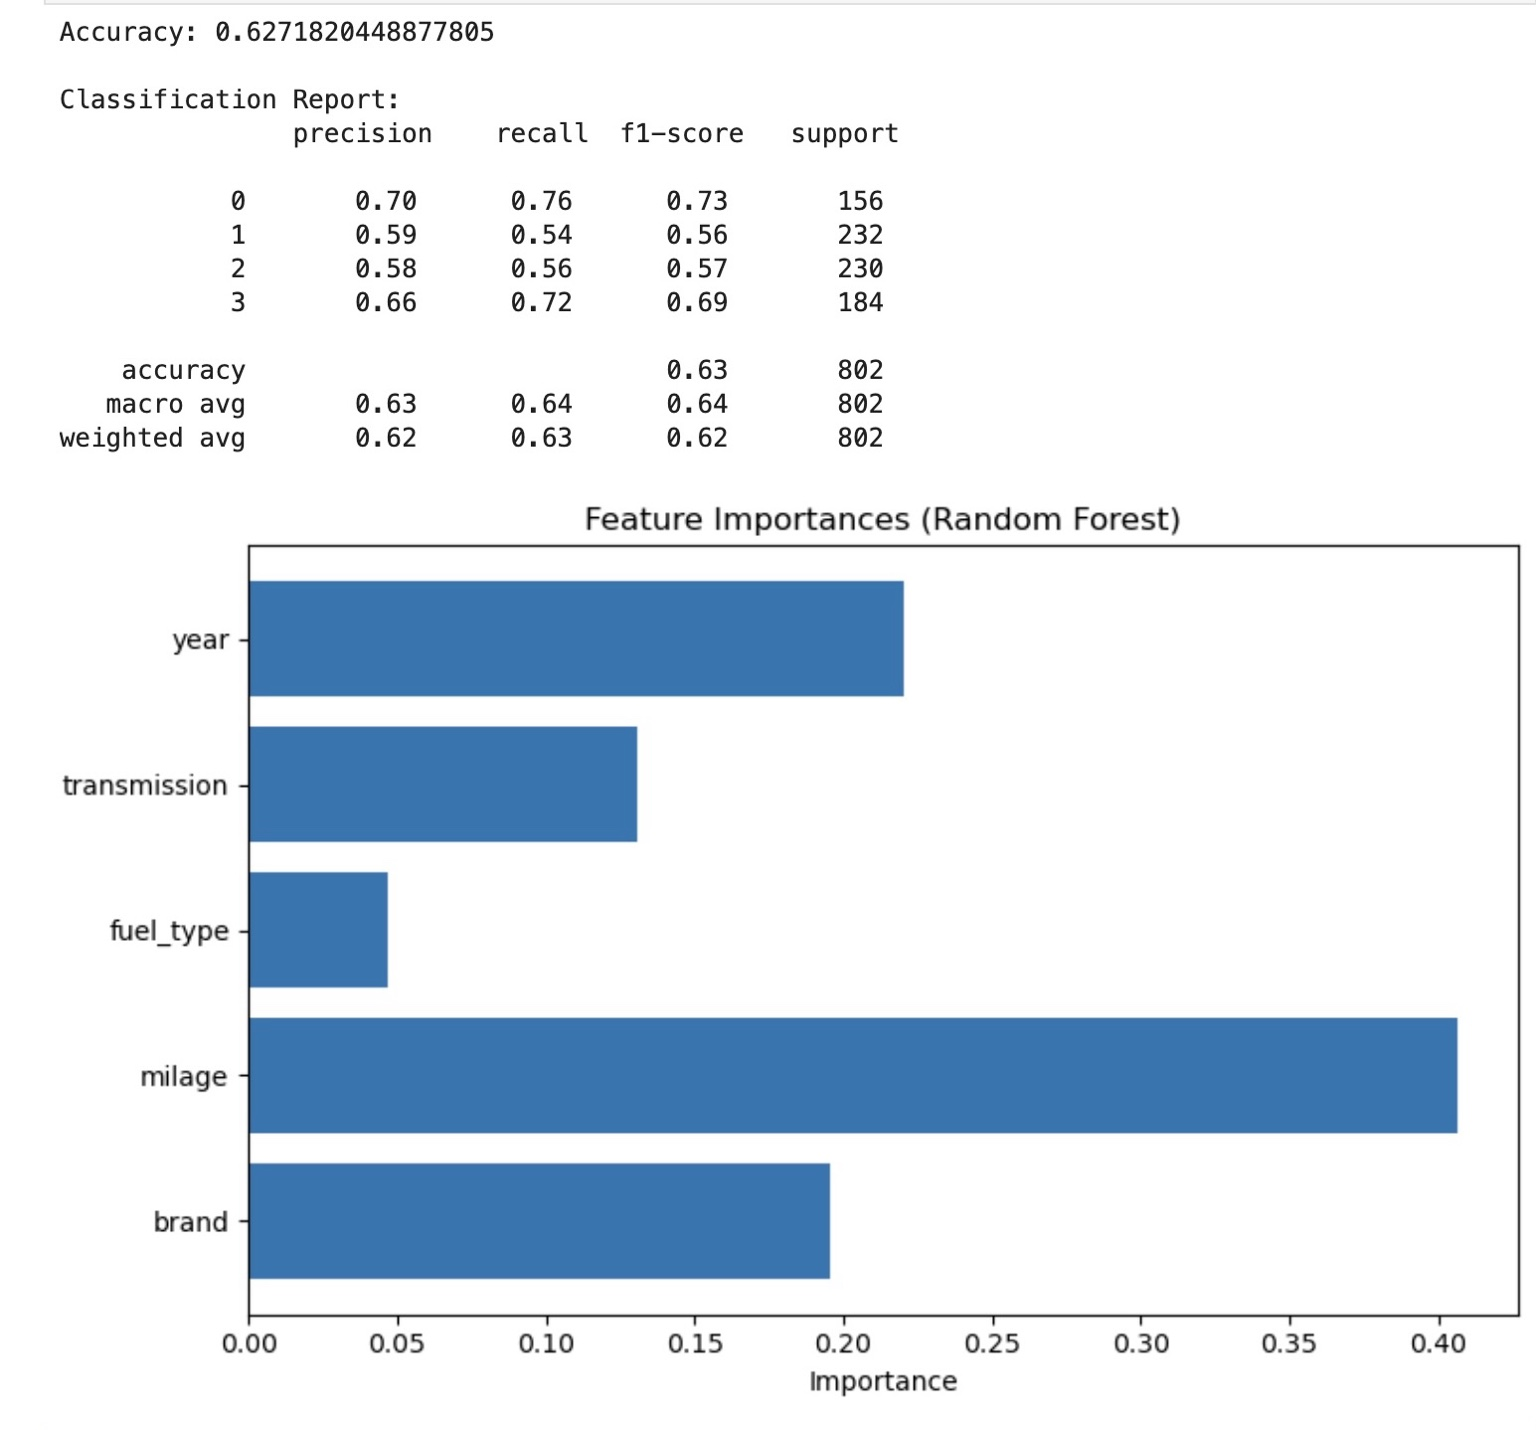 Accuracy: 0.6271820448877805
Classification Report:
precision recall f1-score support
0 0.70 0.76 0.73 156
1 0.59 0.54 0.56 232
2 0.58 0.56 0.57 230
3 0.66 0.72 0.69 184
accuracy 0.63 802
macro avg 0.63 0.64 0.64 802
weighted avg 0.62 0.63 0.62 802
Feature Importances (Random Forest)
year
transmission
fuel_type
milage
brand
0.00 0.05 0.10 0.15 0.20 0.25 0.30 0.35 0.40
Importance